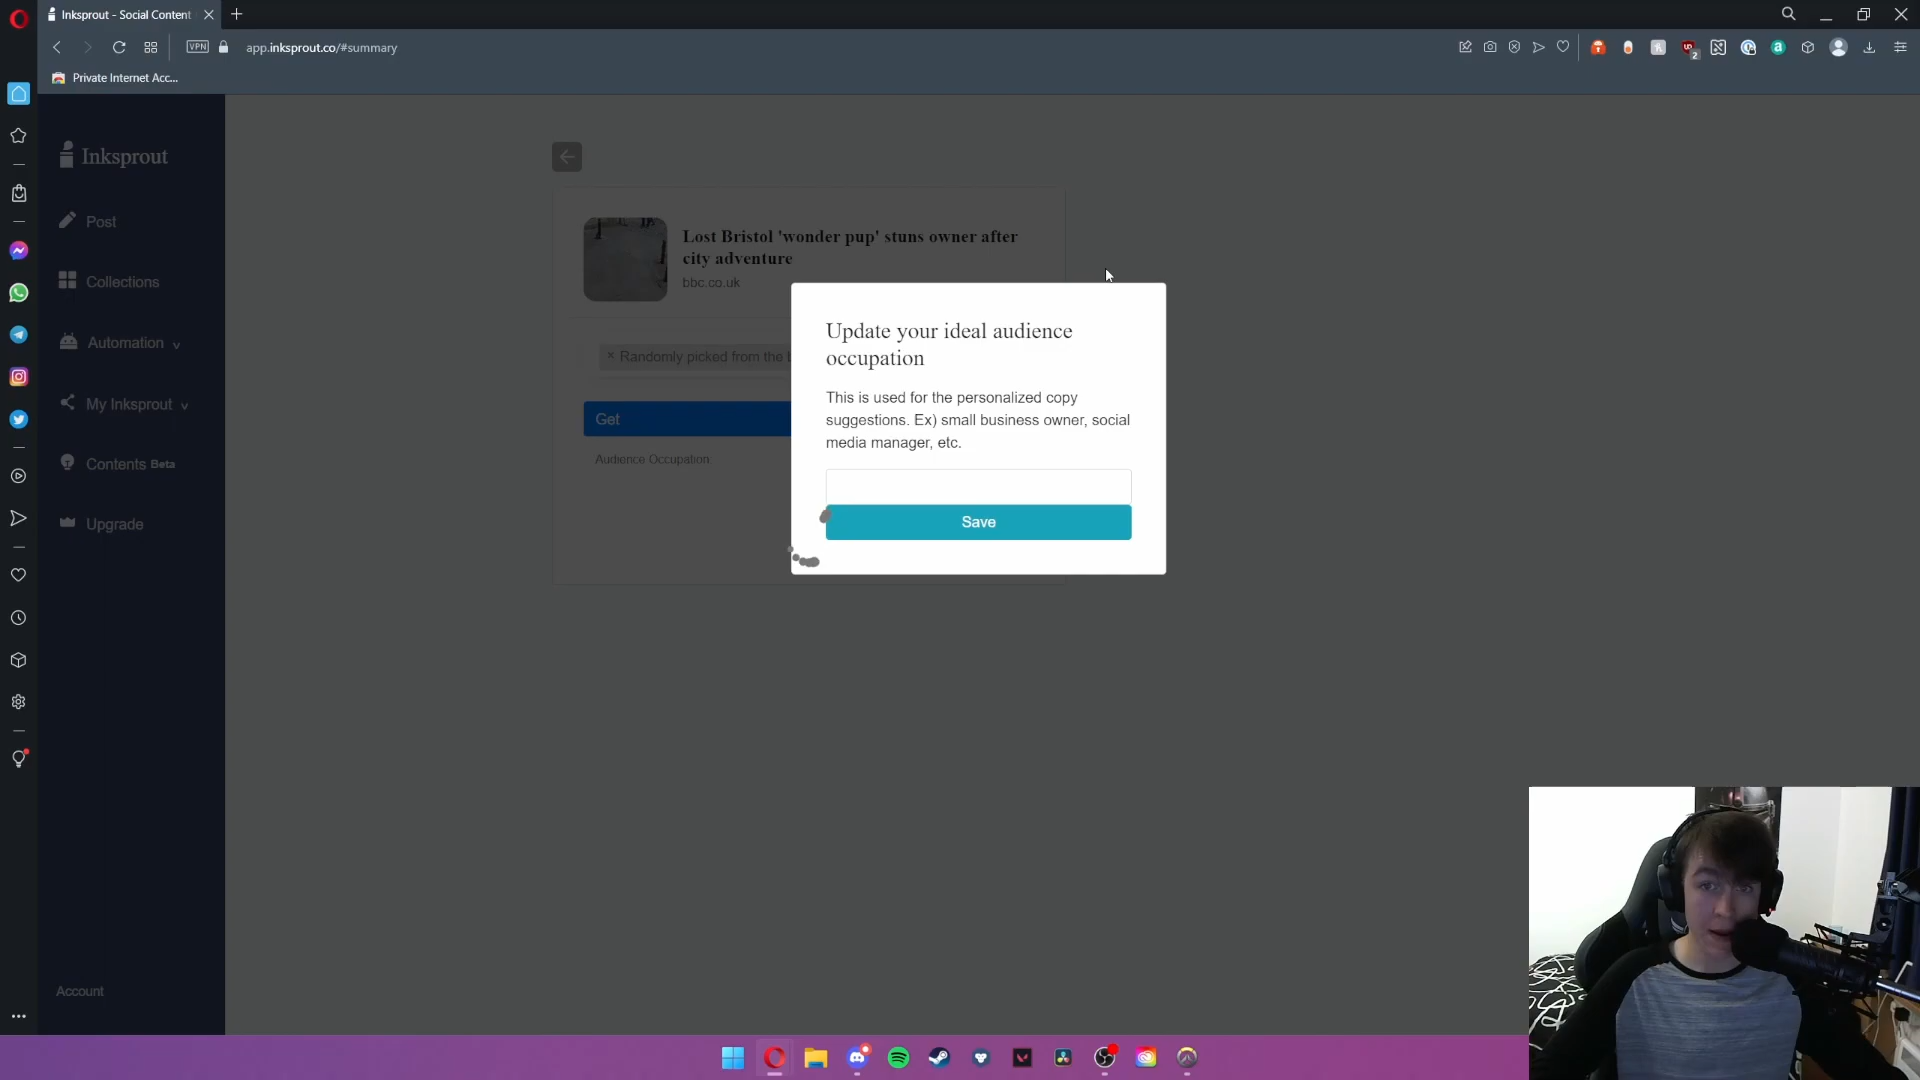 Inksprout - Social Content
VPN
app.inksprout.co/#summary
2
Private Internet Acc...
Inksprout
Post
Collections
Automation
My Inksprout
Contents Beta
Upgrade
Account
Lost Bristol 'wonder pup' stuns owner after
city adventure
bbc.co.uk
× Randomly picked from the t
Get
Audience Occupation:
Update your ideal audience
occupation
This is used for the personalized copy
suggestions. Ex) small business owner, social
media manager, etc.
Save